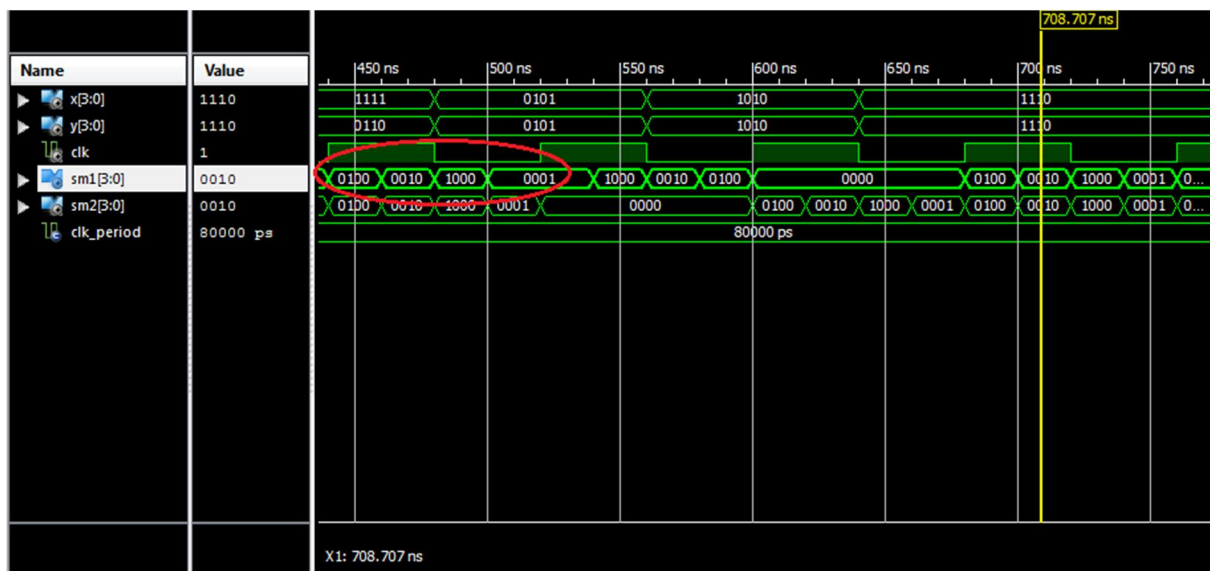 708.707 ns
Name Value 450 ns 500 ns 550 ns 600 ns 650 ns 700 ns 750 ns
x[3:0] 1110 1111 0101 1010 1110
y[3:0] 1110 0110 0101 1010 1110
clk 1
sm1[3:0] 0010 0100 0010 1000 0001 1000 0010 0100 0000 0100 0010 1000 0001 0...
sm2[3:0] 0010 0100 0010 1000 0001 0000 0100 0010 1000 0001 0100 0010 1000 0001 0...
clk_period 80000 ps 80000 ps
X1: 708.707 ns